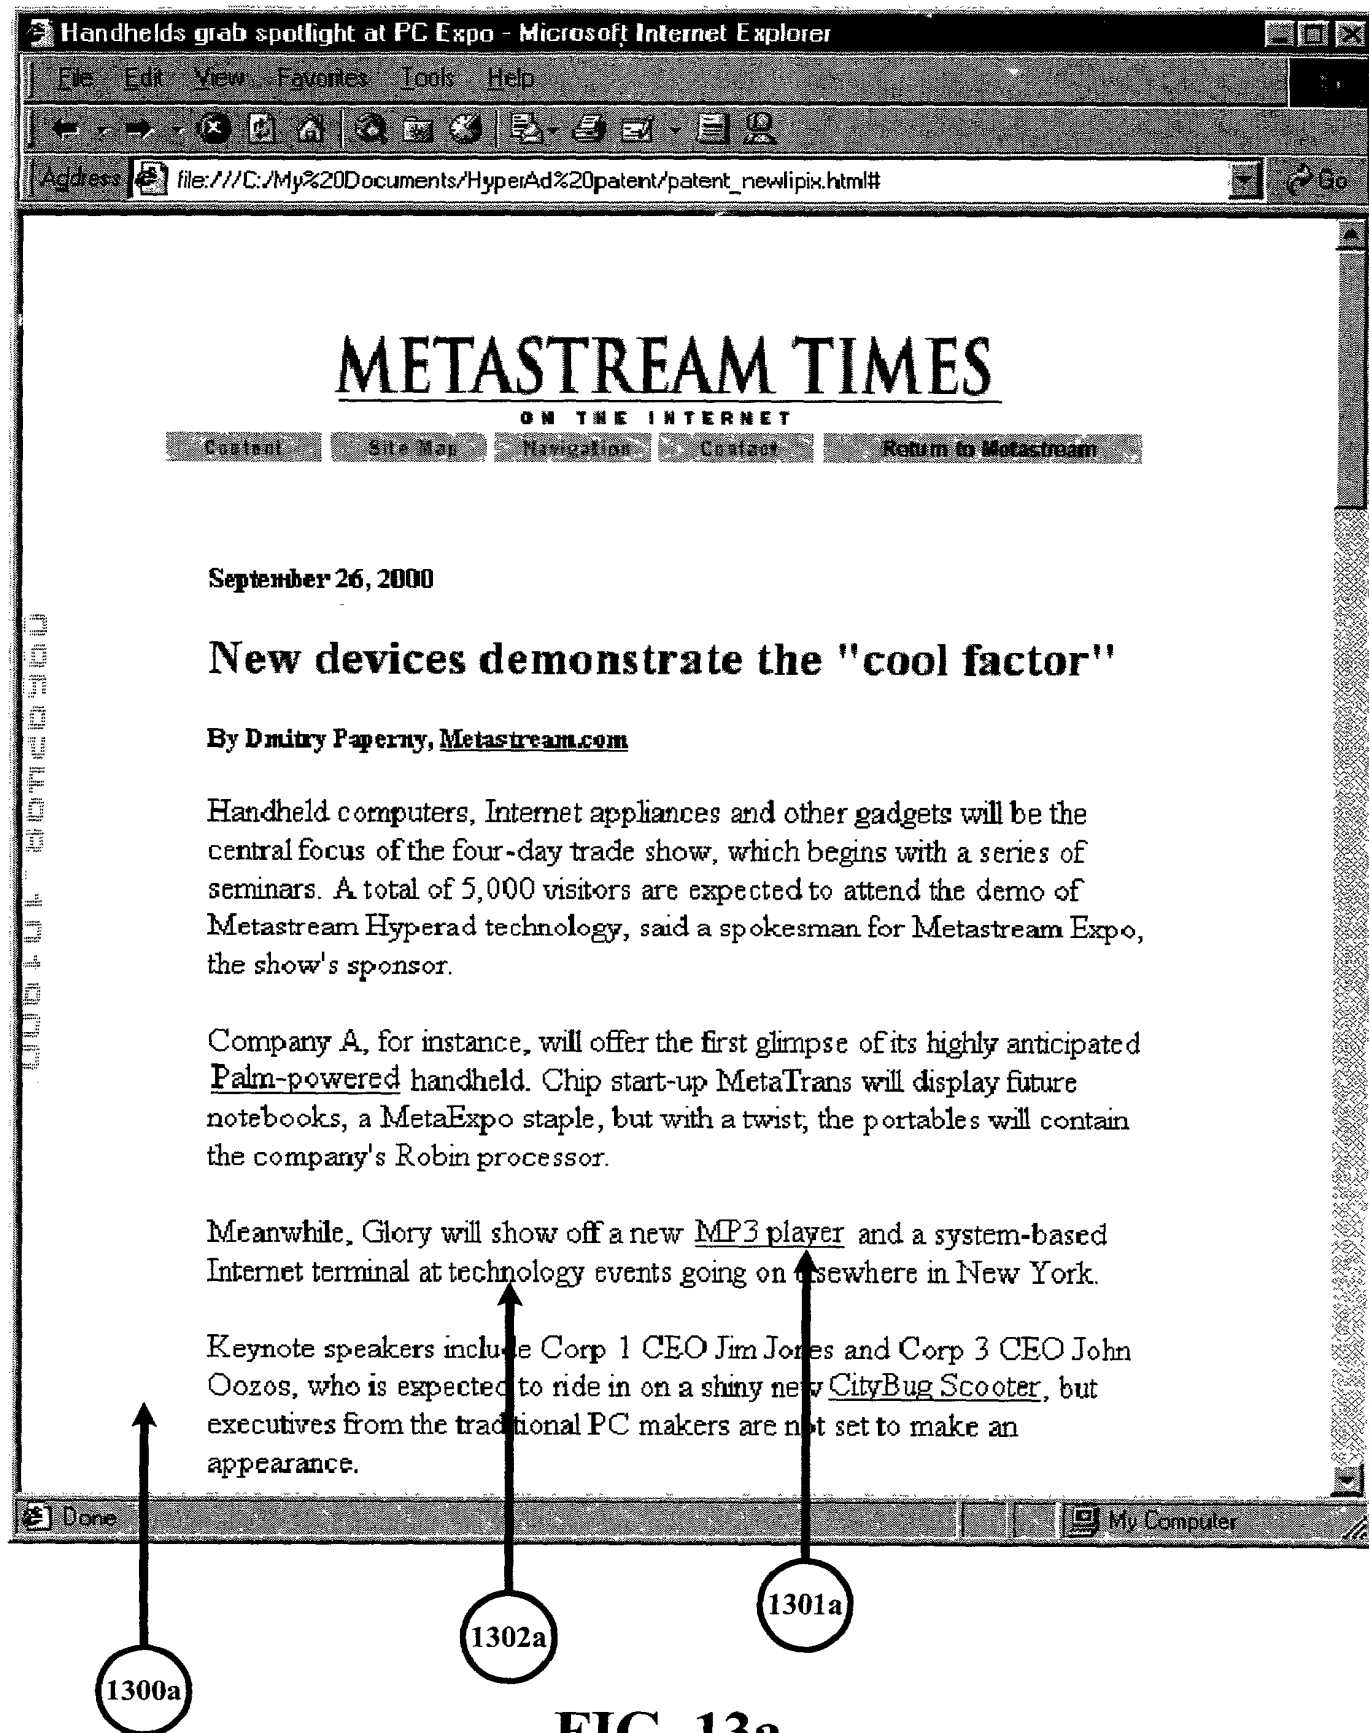 Handhelds grab spotlight at PC Expo - Microsoft Internet Explorer
File Edit View Favorites Tools Help
Address file:///C:/My%20Documents/HyperAd%20patent/patent_newlipix.html# Go
METASTREAM TIMES
ON THE INTERNET
Content Site Map Navigation Contact Return to Metastream
September 26, 2000
New devices demonstrate the "cool factor"
By Dmitry Paperny, Metastream.com
Handheld computers, Internet appliances and other gadgets will be the
central focus of the four-day trade show, which begins with a series of
seminars. A total of 5,000 visitors are expected to attend the demo of
Metastream Hyperad technology, said a spokesman for Metastream Expo,
the show's sponsor.
Company A, for instance, will offer the first glimpse of its highly anticipated
Palm-powered handheld. Chip start-up MetaTrans will display future
notebooks, a MetaExpo staple, but with a twist; the portables will contain
the company's Robin processor.
Meanwhile, Glory will show off a new MP3 player and a system-based
Internet terminal at technology events going on elsewhere in New York.
Keynote speakers include Corp 1 CEO Jim Jones and Corp 3 CEO John
Oozos, who is expected to ride in on a shiny new CityBug Scooter, but
executives from the traditional PC makers are not set to make an
appearance.
Done My Computer
1301a
1302a
1300a
FIG. 13a